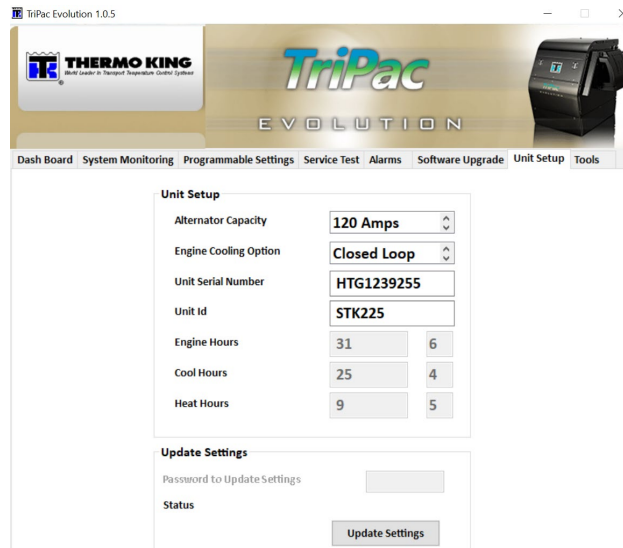 TriPac Evolution 1.0.5
THERMO KING
World Leader In Transport Temperature Control Systems
TriPac
EVOLUTION
Dash Board System Monitoring Programmable Settings Service Test Alarms Software Upgrade Unit Setup Tools
Unit Setup
Alternator Capacity 120 Amps
Engine Cooling Option Closed Loop
Unit Serial Number HTG1239255
Unit Id STK225
Engine Hours 31 6
Cool Hours 25 4
Heat Hours 9 5
Update Settings
Password to Update Settings
Status
Update Settings